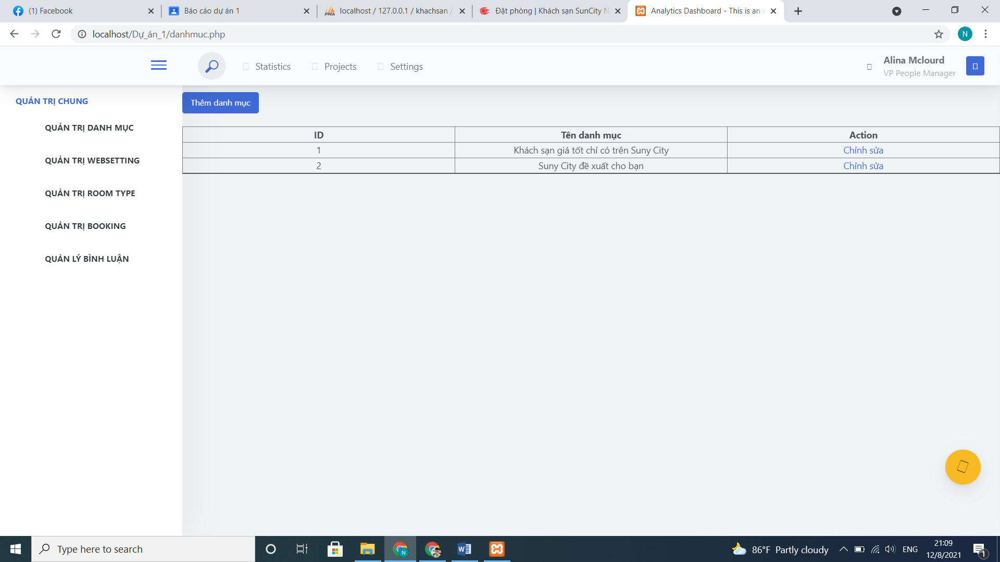 (1) Facebook
Báo cáo dự án 1
localhost / 127.0.0.1 / khachsan /
Đặt phòng | Khách sạn SunCity N
Analytics Dashboard - This is an e
localhost/Dự_án_1/danhmuc.php
N
Statistics
Projects
Settings
Alina Mclourd
VP People Manager
QUẢN TRỊ CHUNG
QUẢN TRỊ DANH MỤC
QUẢN TRỊ WEBSETTING
QUẢN TRỊ ROOM TYPE
QUẢN TRỊ BOOKING
QUẢN LÝ BÌNH LUẬN
Thêm danh mục
ID Tên danh mục Action
1 Khách sạn giá tốt chỉ có trên Suny City Chỉnh sửa
2 Suny City đề xuất cho bạn Chỉnh sửa
Type here to search
86°F Partly cloudy
ENG
21:09
12/8/2021
1